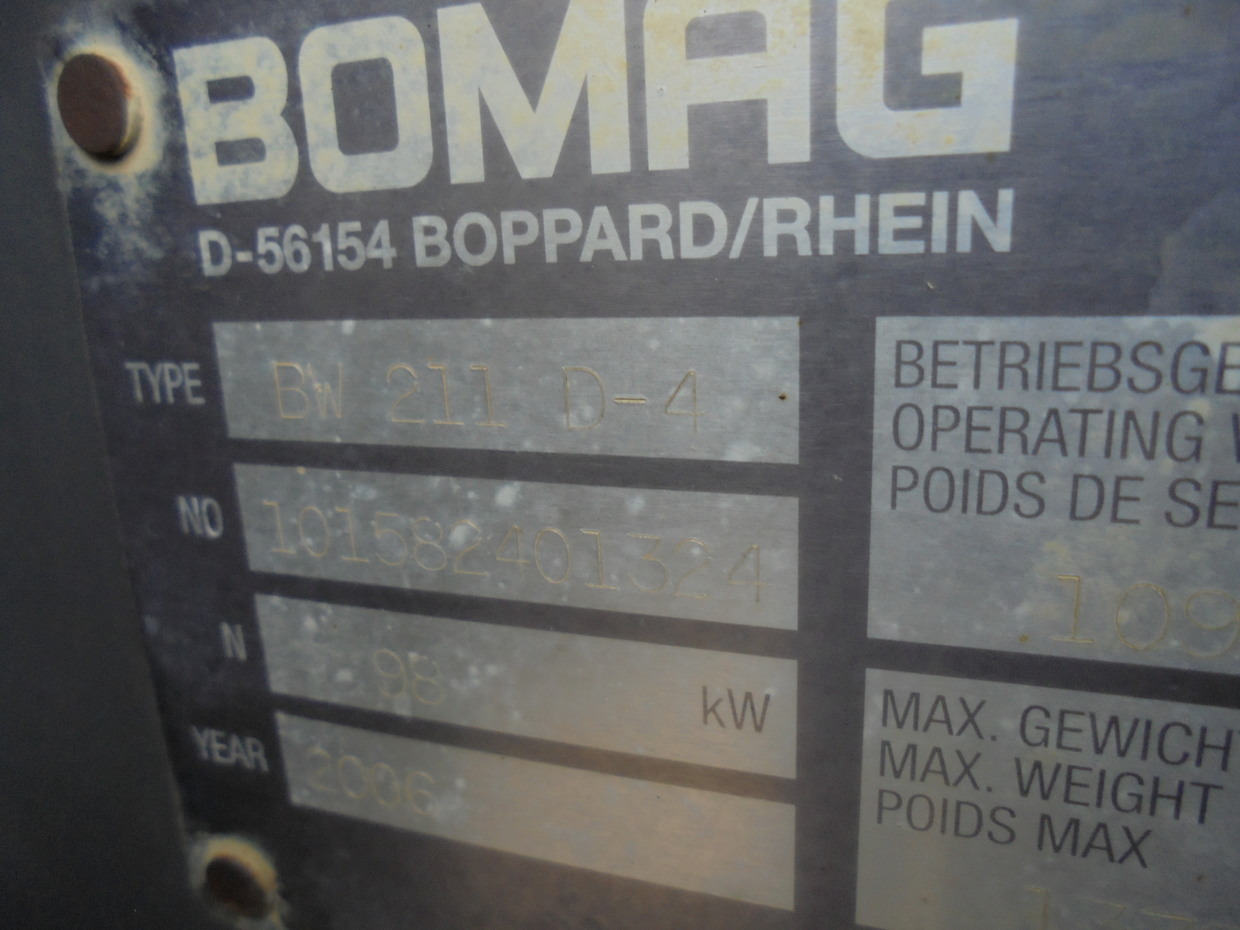 BOMAG
D-56154 BOPPARD/RHEIN
TYPE BW 211 D-4
NO 101582401324
N 98 kW
YEAR 2006
BETRIEBSGE
OPERATING
POIDS DE SE
109
MAX. GEWICH
MAX. WEIGHT
POIDS MAX